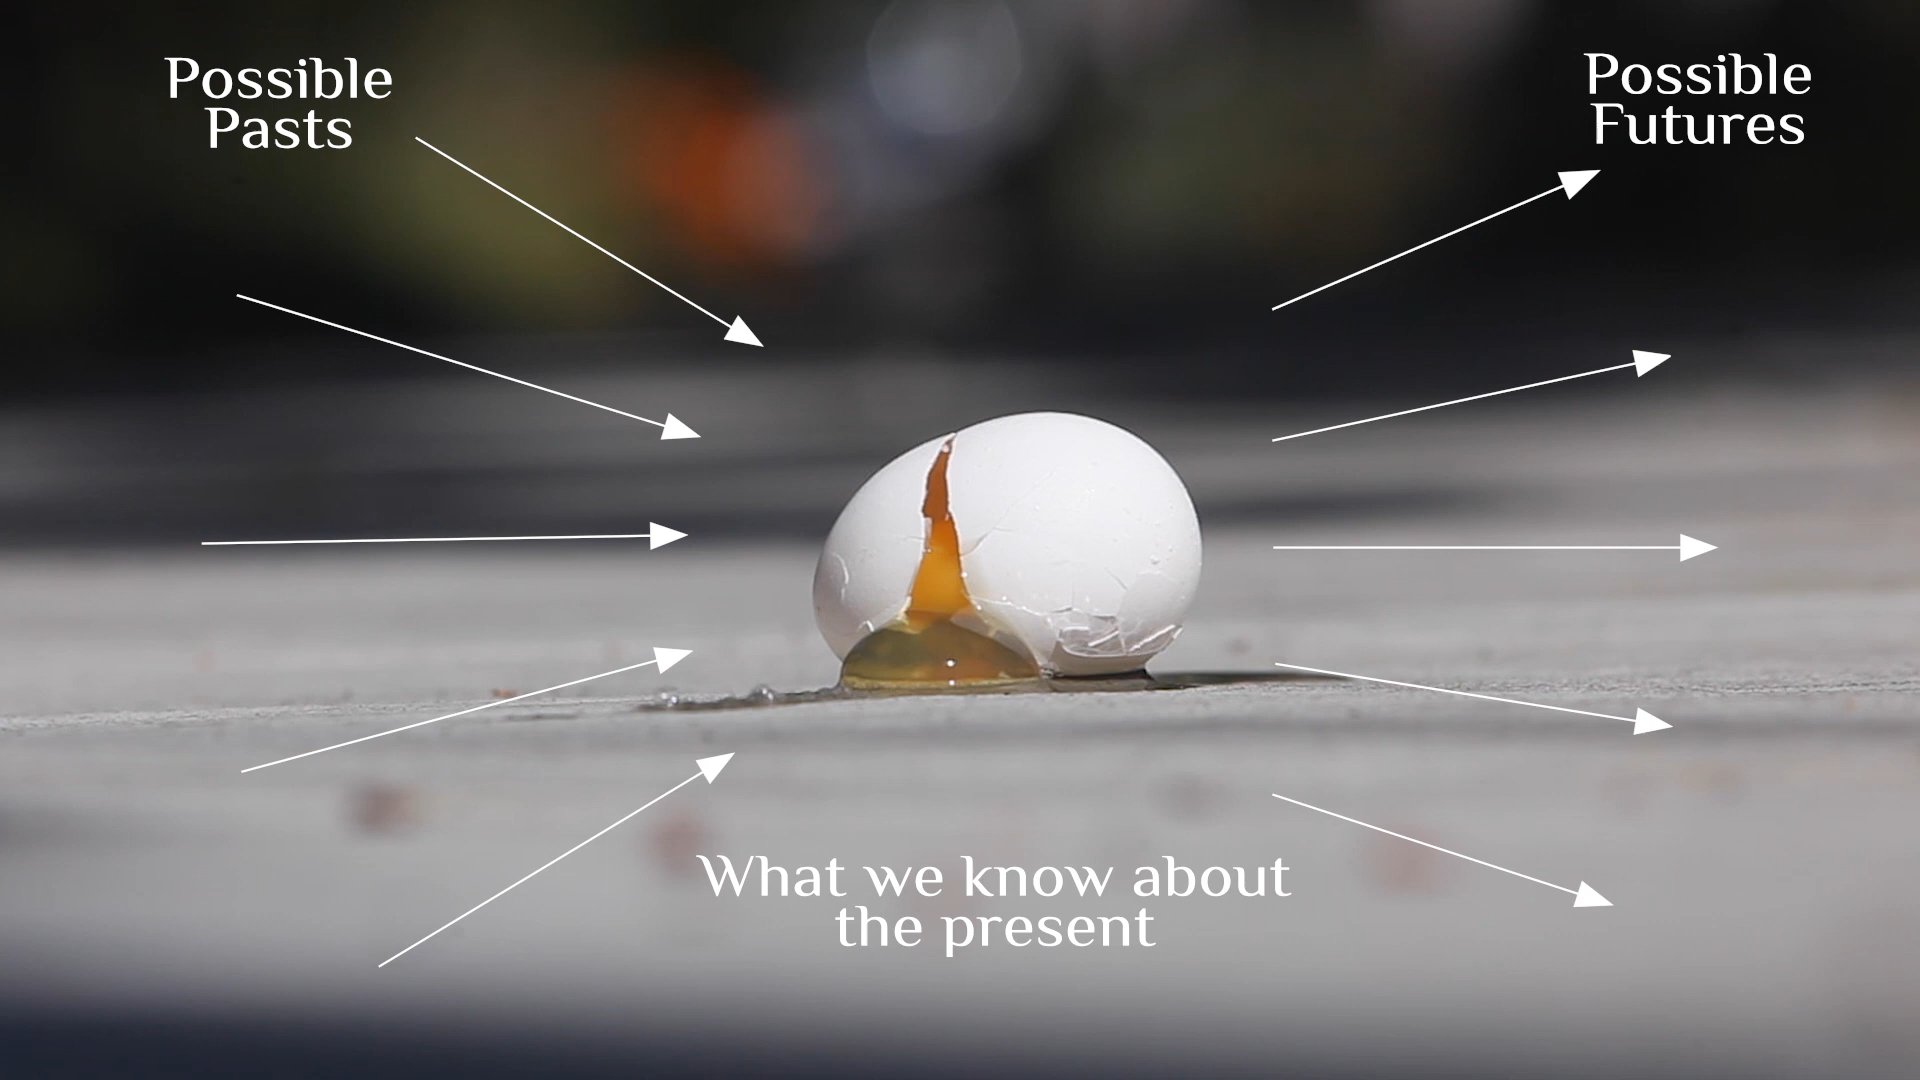 Possible
Pasts
Possible
Futures
What we know about
the present